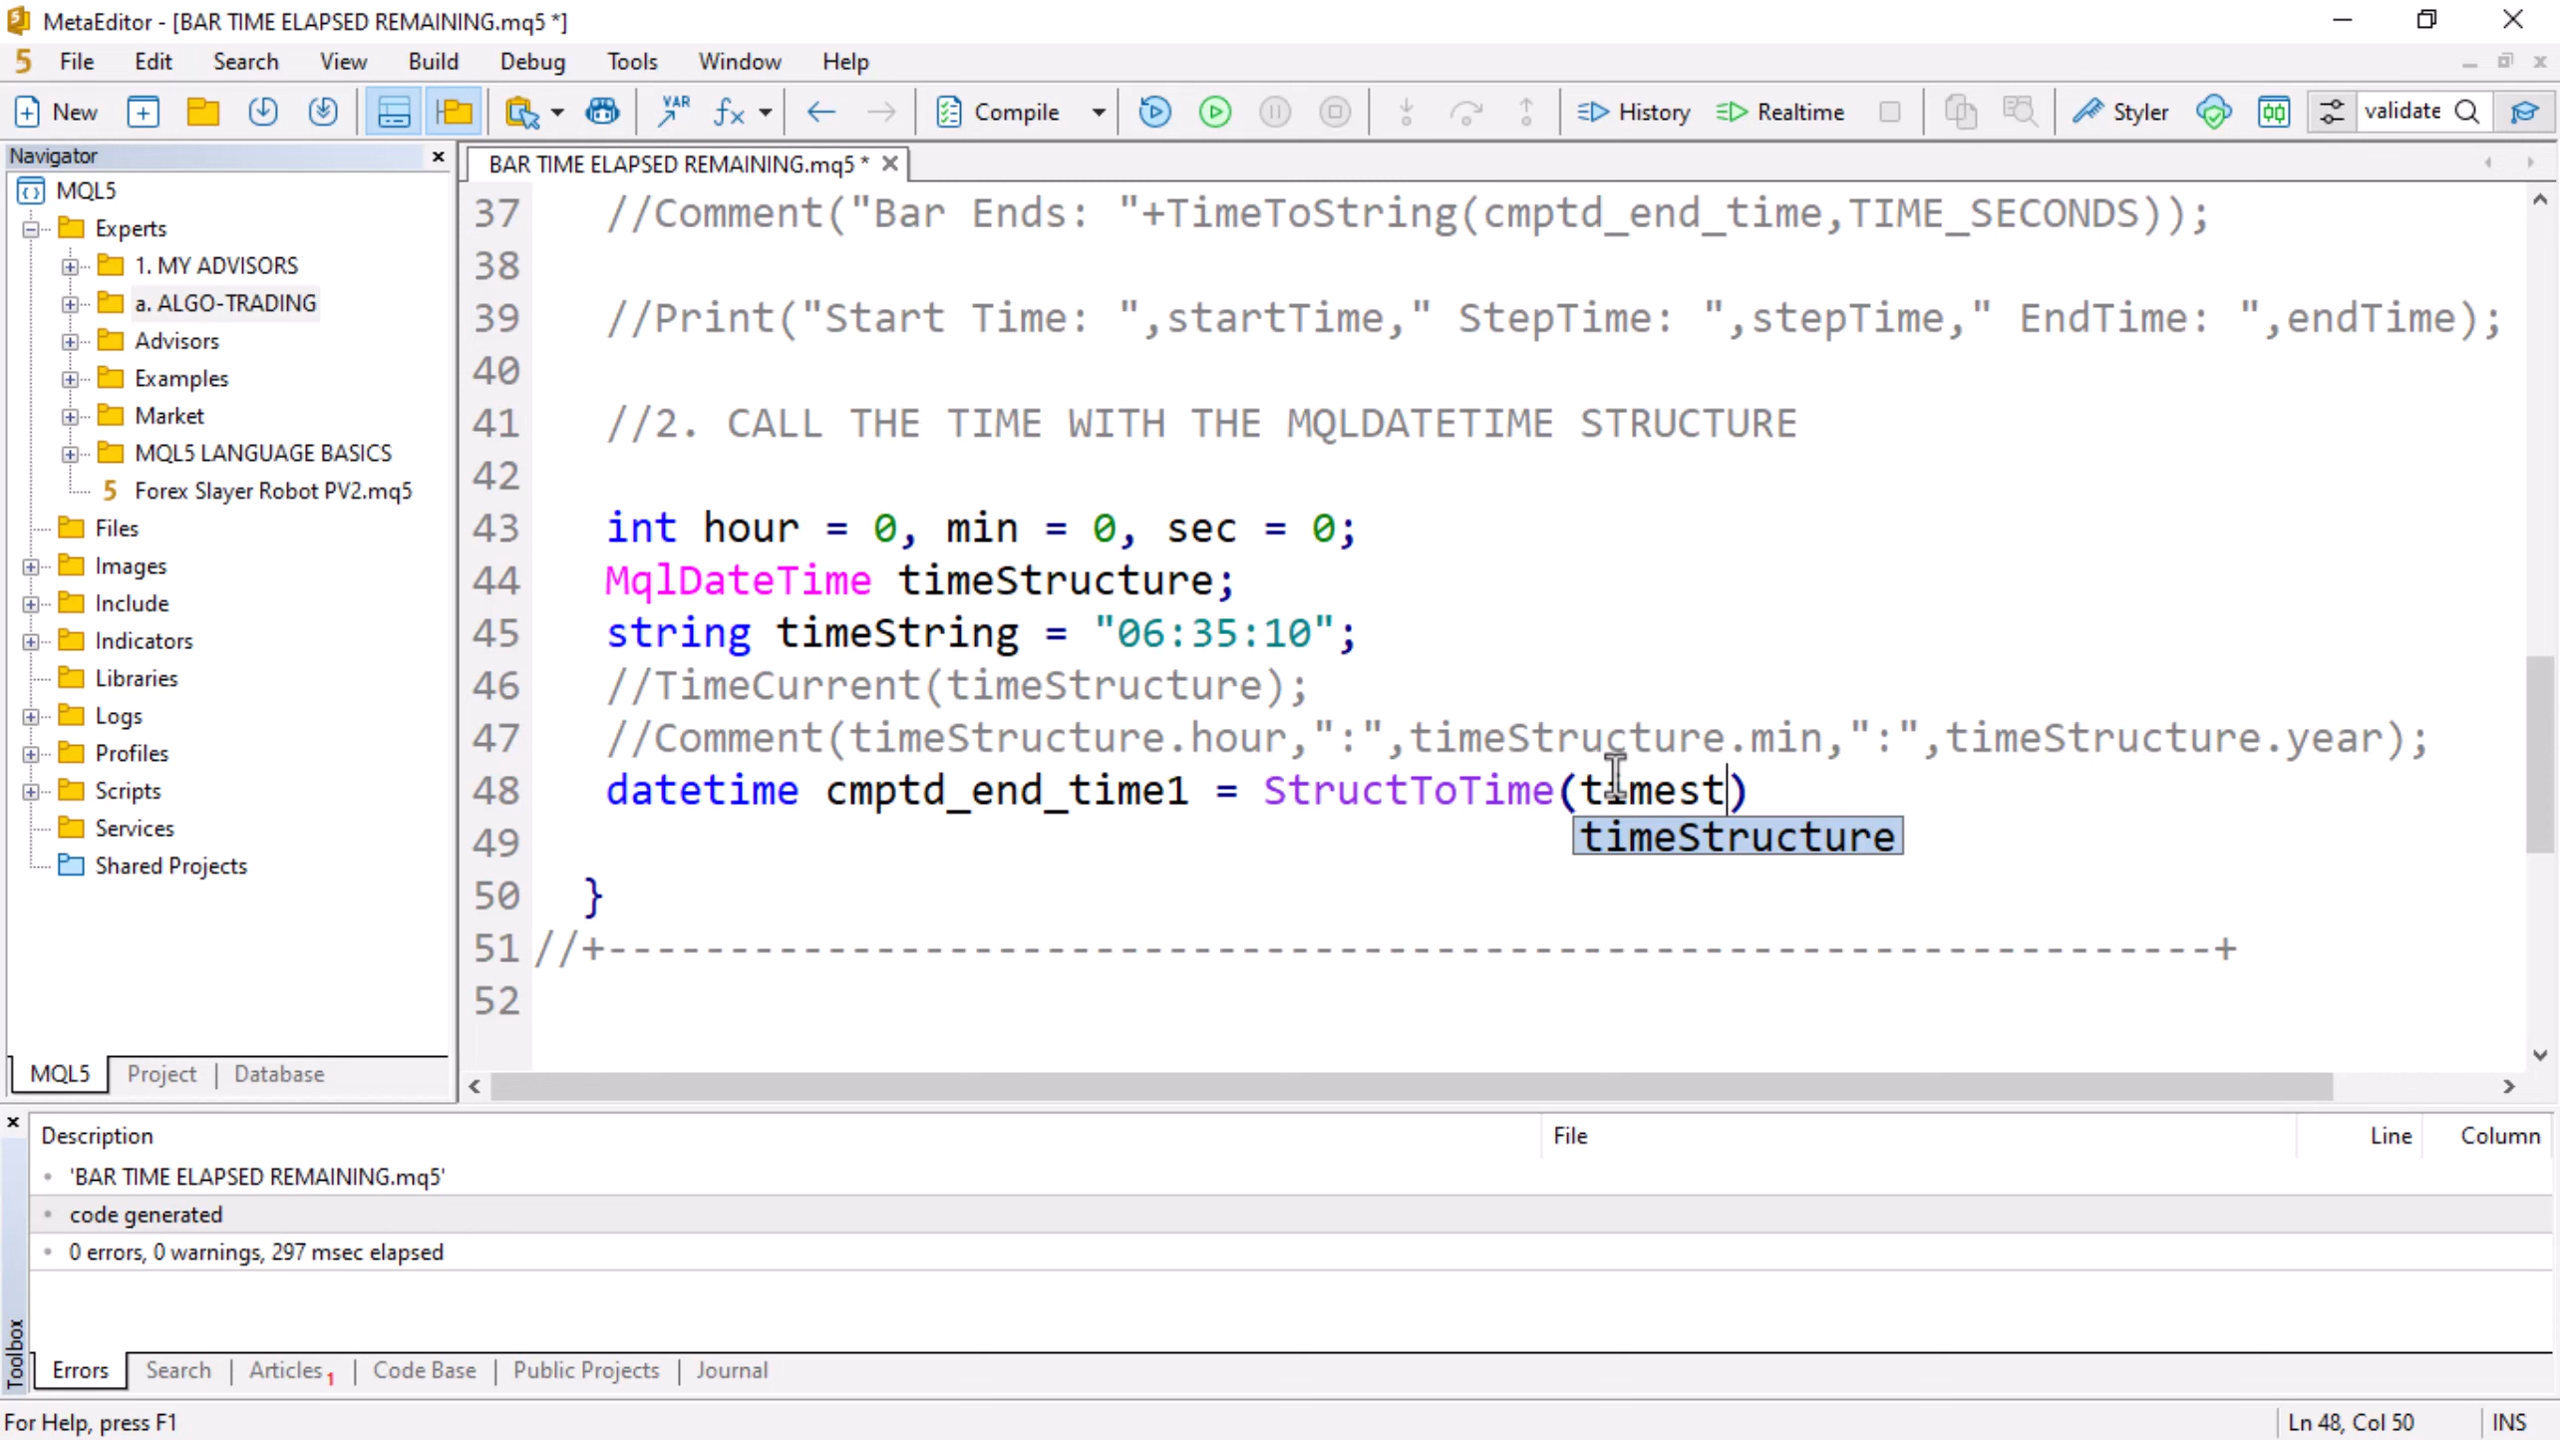 MetaEditor - [BAR TIME ELAPSED REMAINING.mq5 *]
5 File Edit Search View Build Debug Tools Window Help
New VAR fx Compile History Realtime Styler validate
Navigator
MQL5
Experts
1. MY ADVISORS
a. ALGO-TRADING
Advisors
Examples
Market
MQL5 LANGUAGE BASICS
5 Forex Slayer Robot PV2.mq5
Files
Images
Include
Indicators
Libraries
Logs
Profiles
Scripts
Services
Shared Projects
MQL5 Project Database
BAR TIME ELAPSED REMAINING.mq5 *
37 //Comment("Bar Ends: "+TimeToString(cmptd_end_time,TIME_SECONDS));
38
39 //Print("Start Time: ",startTime," StepTime: ",stepTime," EndTime: ",endTime);
40
41 //2. CALL THE TIME WITH THE MQLDATETIME STRUCTURE
42
43 int hour = 0, min = 0, sec = 0;
44 MqlDateTime timeStructure;
45 string timeString = "06:35:10";
46 //TimeCurrent(timeStructure);
47 //Comment(timeStructure.hour,":",timeStructure.min,":",timeStructure.year);
48 datetime cmptd_end_time1 = StructToTime(timest)
timeStructure
49
50 }
51 //+------------------------------------------------------------------+
52
Description File Line Column
'BAR TIME ELAPSED REMAINING.mq5'
code generated
0 errors, 0 warnings, 297 msec elapsed
Toolbox
Errors Search Articles 1 Code Base Public Projects Journal
For Help, press F1 Ln 48, Col 50 INS